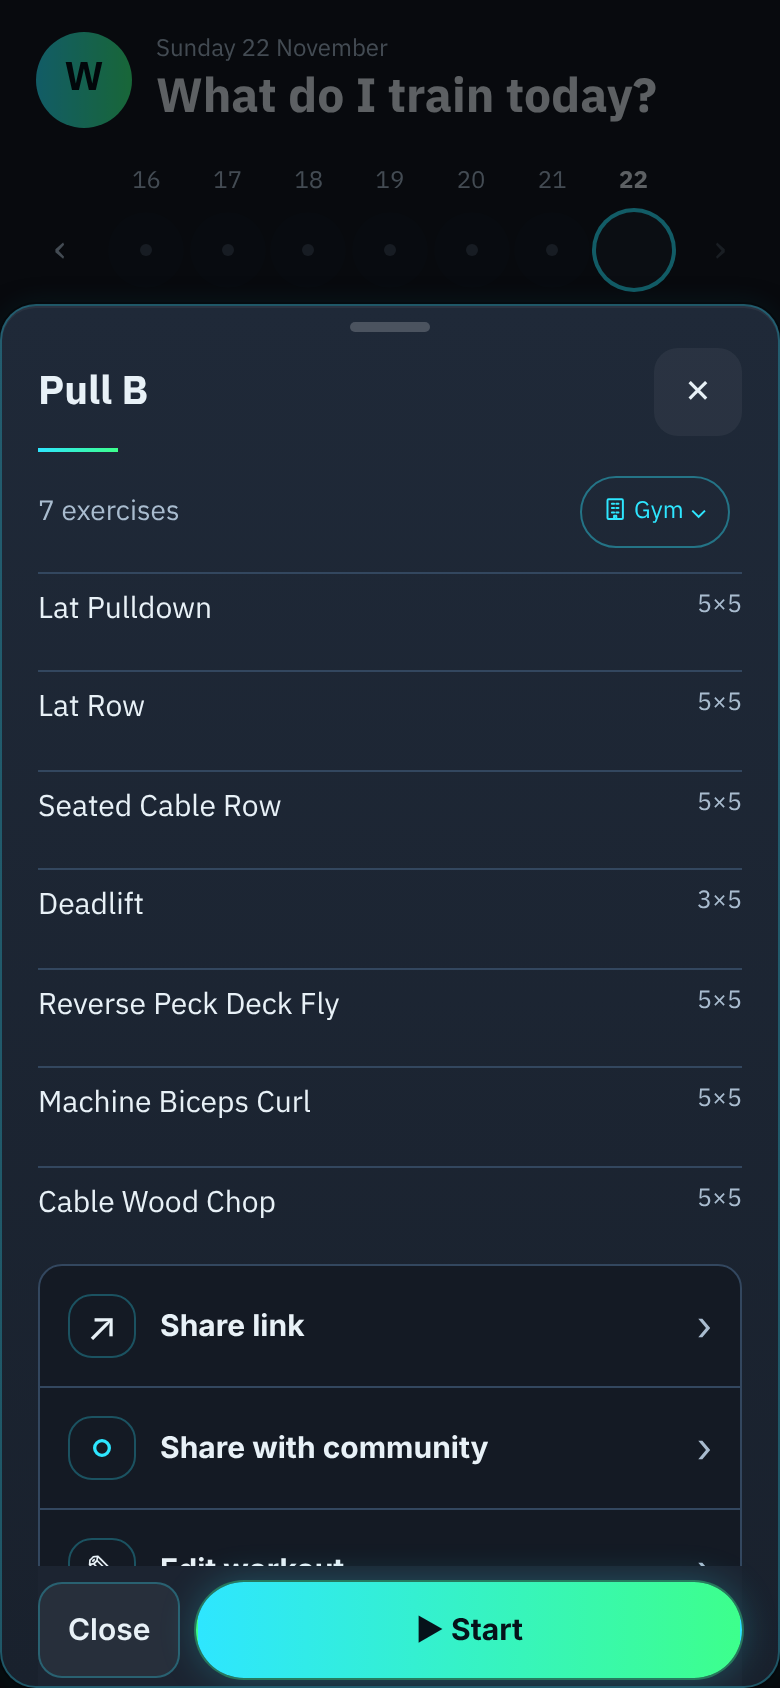 W
Sunday 22 November
What do I train today?
16 17 18 19 20 21 22
Pull B
7 exercises
Gym
Lat Pulldown 5×5
Lat Row 5×5
Seated Cable Row 5×5
Deadlift 3×5
Reverse Peck Deck Fly 5×5
Machine Biceps Curl 5×5
Cable Wood Chop 5×5
Share link
Share with community
Edit workout
Close
Start